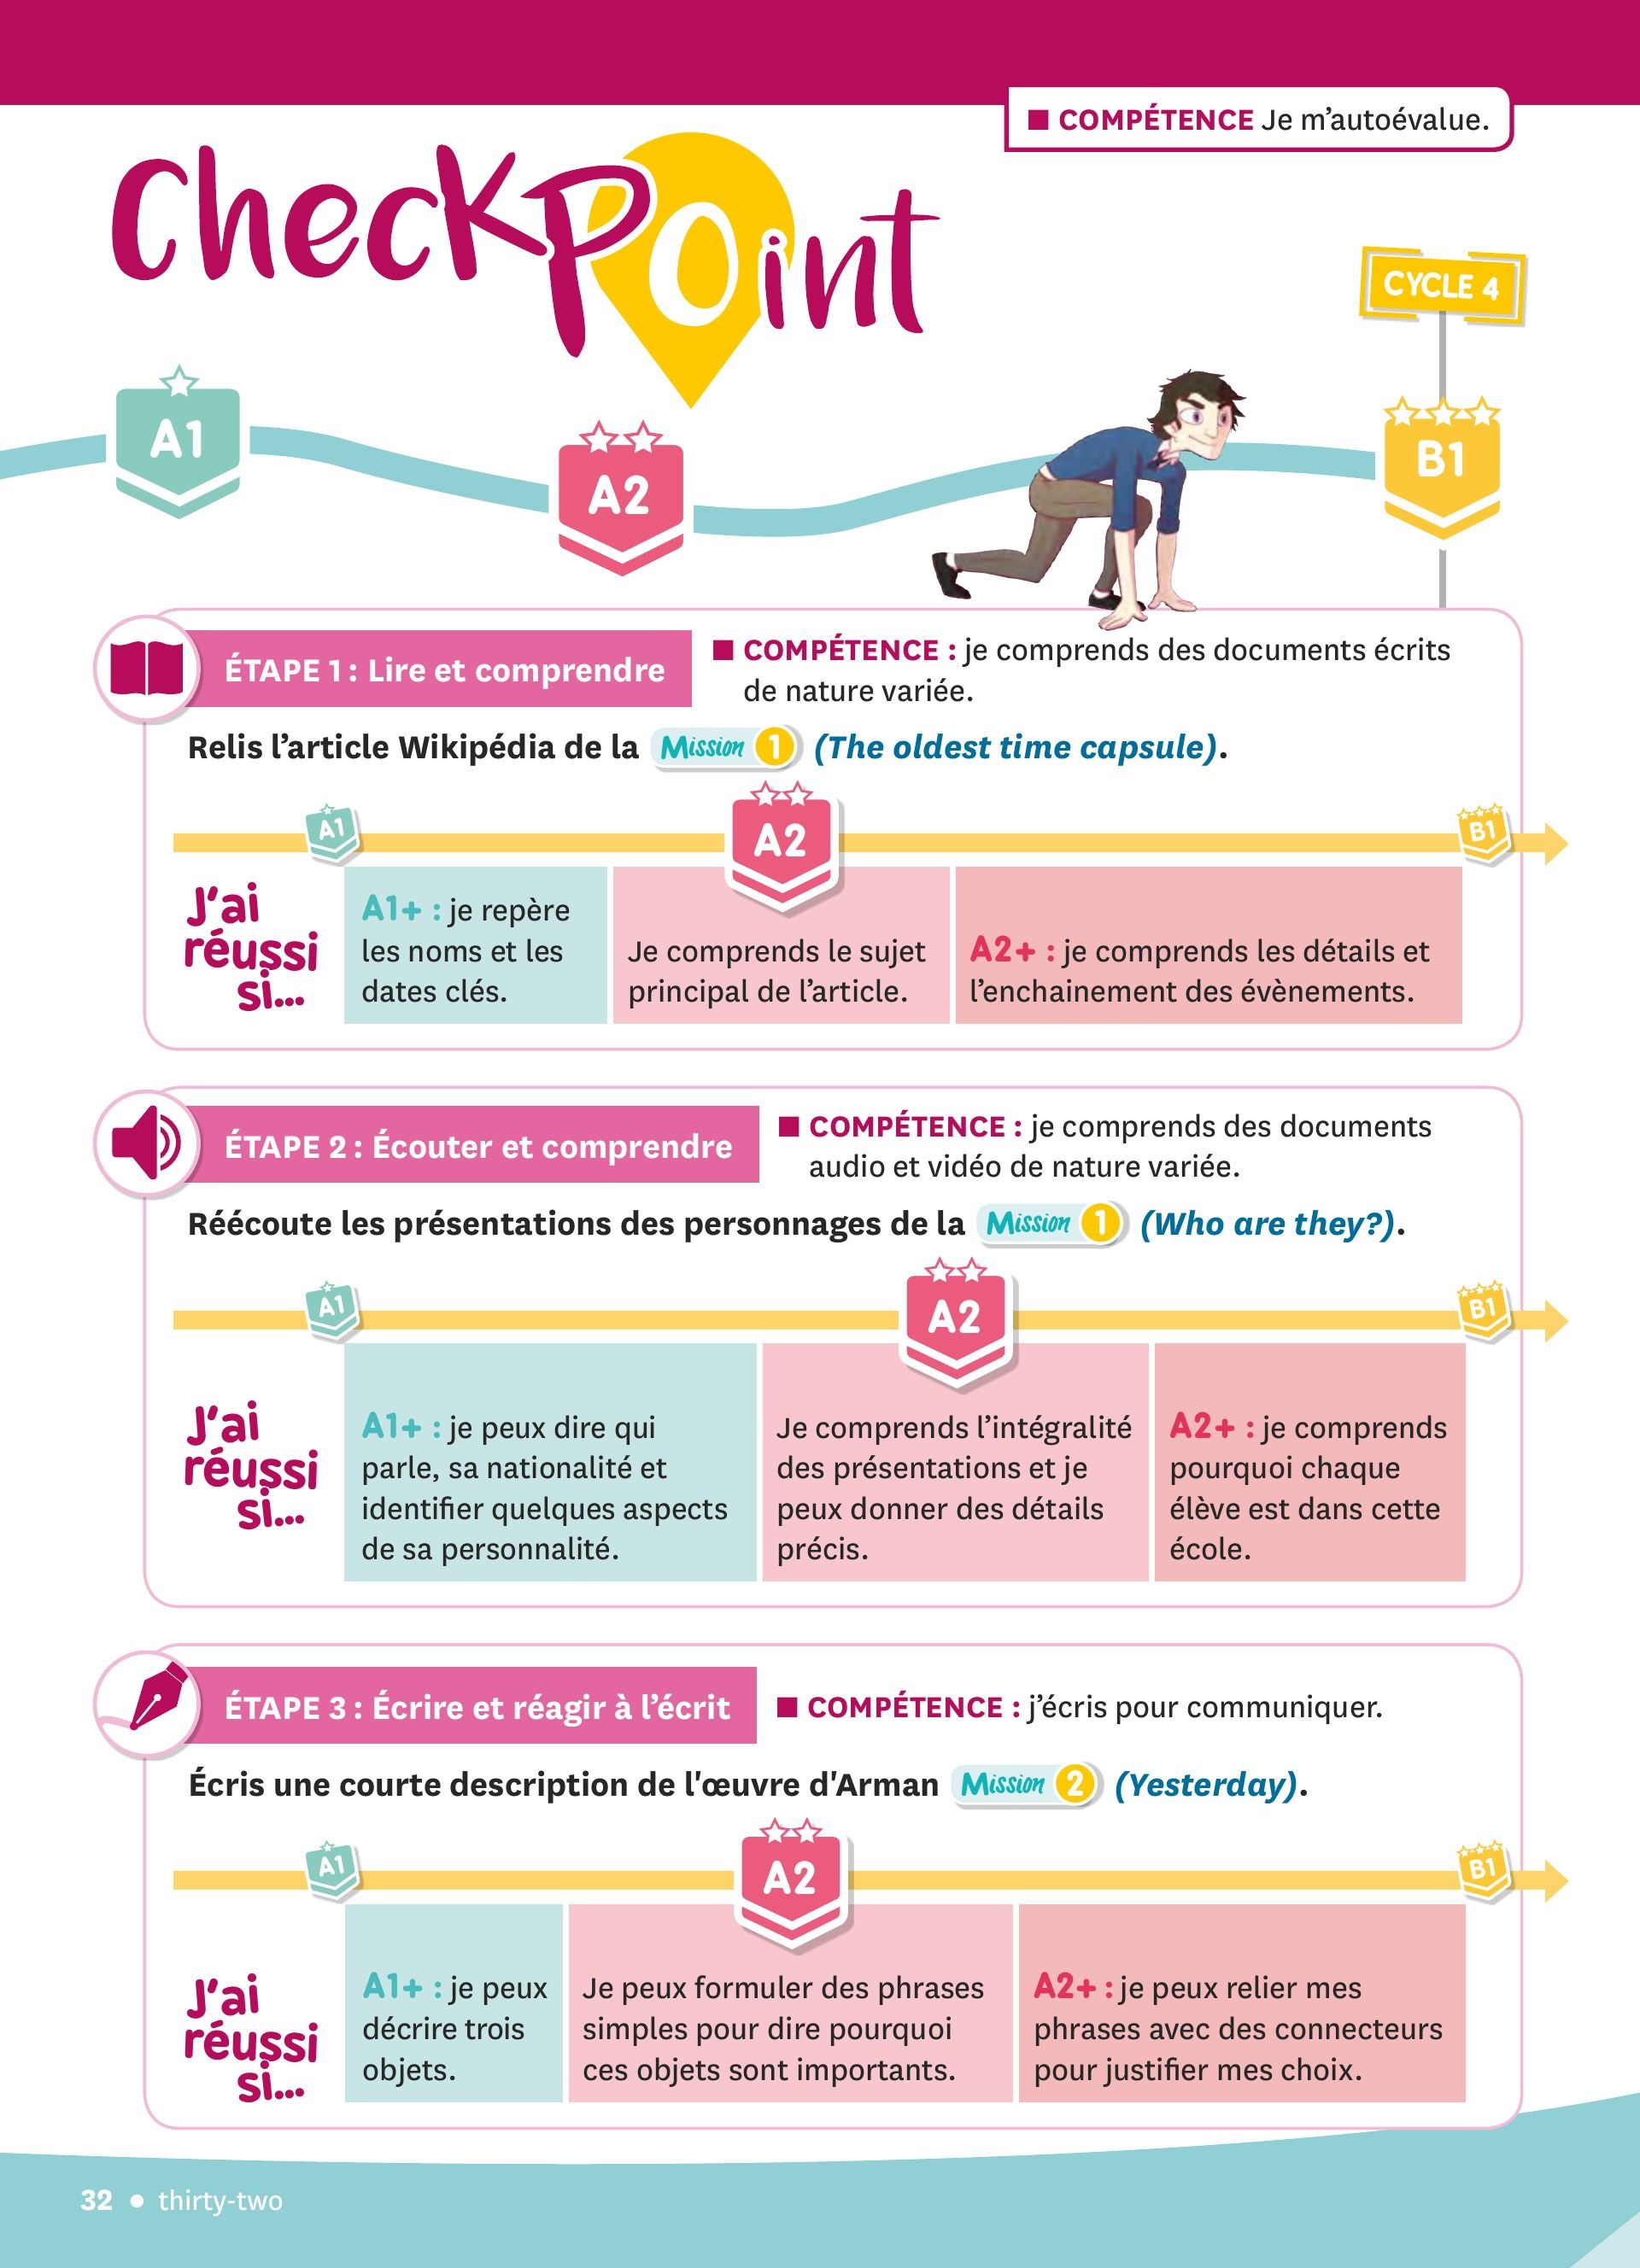 ■ COMPÉTENCE Je m'autoévalue.
CheckPoint
CYCLE 4
A1
A2
B1
ÉTAPE 1 : Lire et comprendre
■ COMPÉTENCE : je comprends des documents écrits
de nature variée.
Relis l'article Wikipédia de la Mission 1 (The oldest time capsule).
A1
A2
B1
J'ai
réussi
si...
A1+ : je repère
les noms et les
dates clés.
Je comprends le sujet
principal de l'article.
A2+ : je comprends les détails et
l'enchainement des évènements.
ÉTAPE 2 : Écouter et comprendre
■ COMPÉTENCE : je comprends des documents
audio et vidéo de nature variée.
Réécoute les présentations des personnages de la Mission 1 (Who are they?).
A1
A2
B1
J'ai
réussi
si...
A1+ : je peux dire qui
parle, sa nationalité et
identifier quelques aspects
de sa personnalité.
Je comprends l'intégralité
des présentations et je
peux donner des détails
précis.
A2+ : je comprends
pourquoi chaque
élève est dans cette
école.
ÉTAPE 3 : Écrire et réagir à l'écrit
■ COMPÉTENCE : j'écris pour communiquer.
Écris une courte description de l'œuvre d'Arman Mission 2 (Yesterday).
A1
A2
B1
J'ai
réussi
si...
A1+ : je peux
décrire trois
objets.
Je peux formuler des phrases
simples pour dire pourquoi
ces objets sont importants.
A2+ : je peux relier mes
phrases avec des connecteurs
pour justifier mes choix.
32 • thirty-two